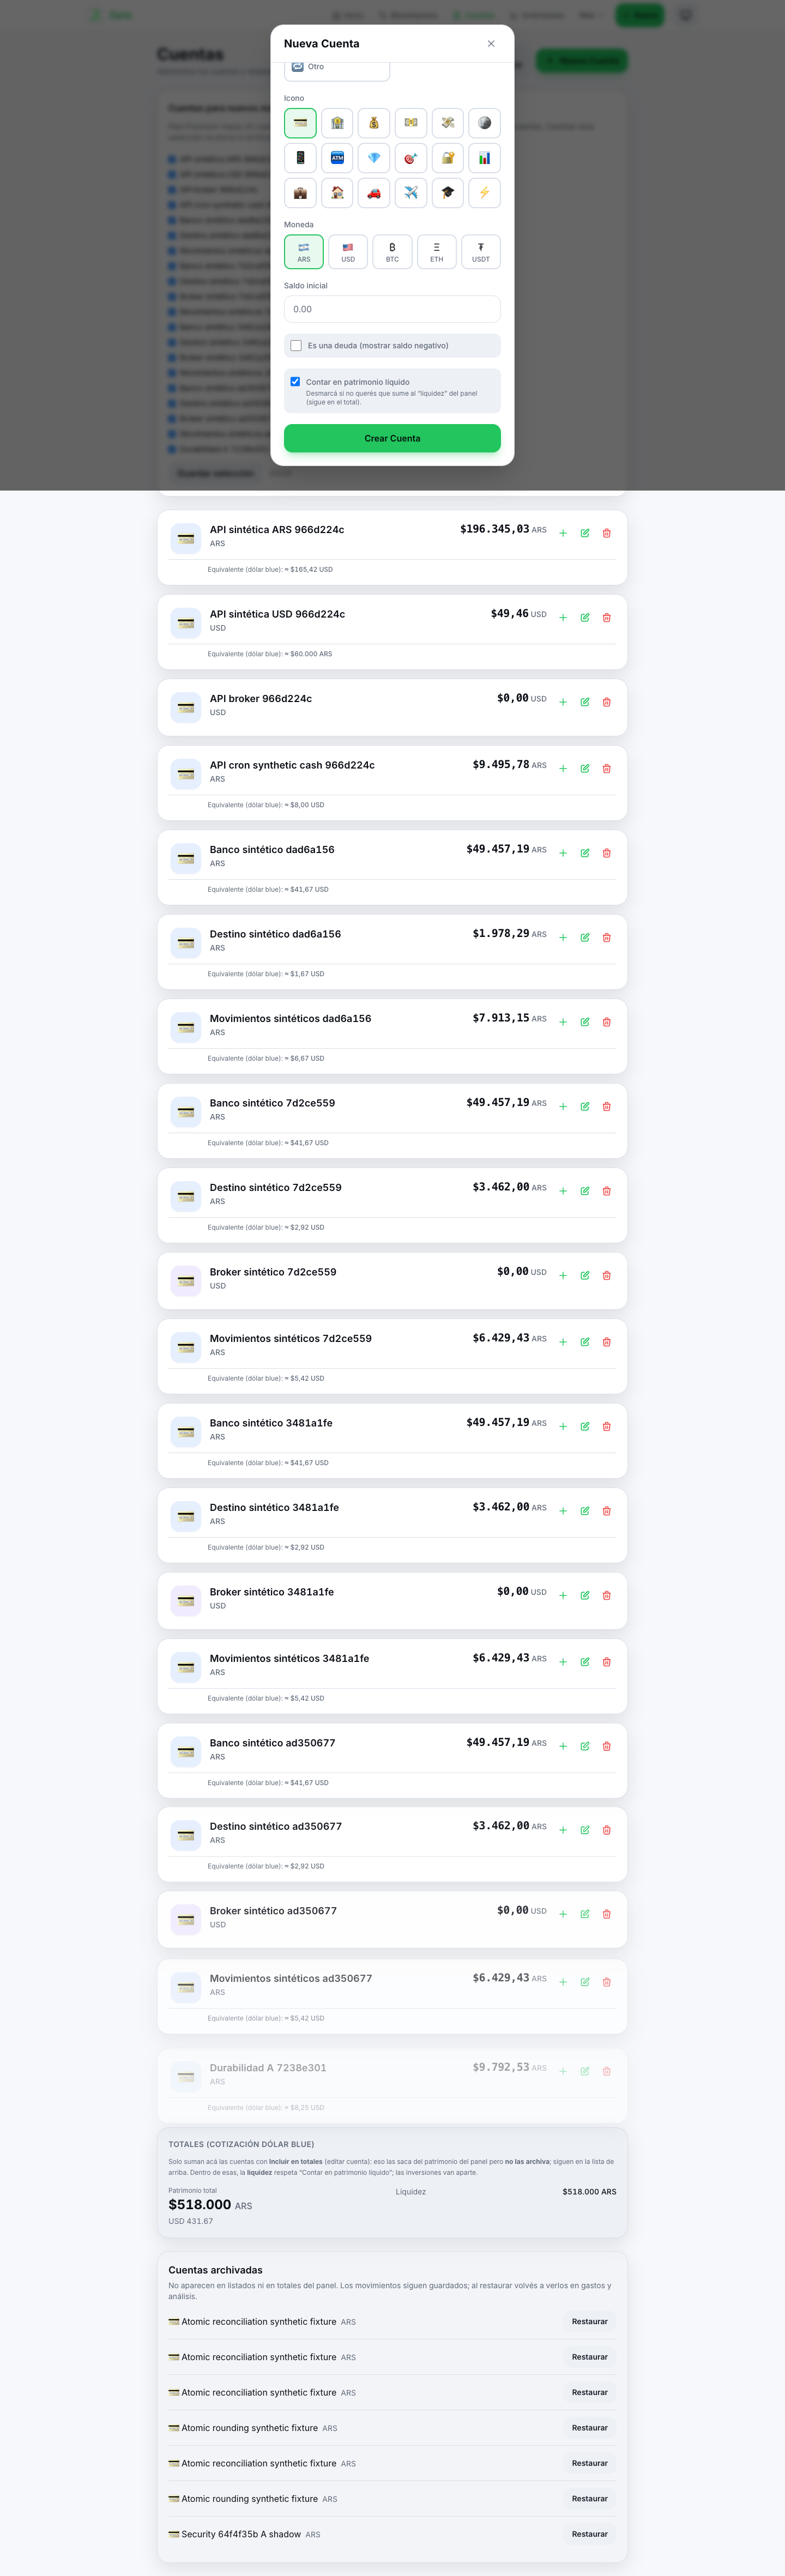 Nueva Cuenta
Otro
Icono
ATM
Moneda
ARS
USD
₿
BTC
Ξ
ETH
₮
USDT
Saldo inicial
0.00
Es una deuda (mostrar saldo negativo)
Contar en patrimonio líquido
Desmarcá si no querés que sume al "liquidez" del panel
(sigue en el total).
Crear Cuenta
API sintética ARS 966d224c
$196.345,03 ARS
ARS
Equivalente (dólar blue): ≈ $165,42 USD
API sintética USD 966d224c
$49,46 USD
USD
Equivalente (dólar blue): ≈ $60.000 ARS
API broker 966d224c
$0,00 USD
USD
API cron synthetic cash 966d224c
$9.495,78 ARS
ARS
Equivalente (dólar blue): ≈ $8,00 USD
Banco sintético dad6a156
$49.457,19 ARS
ARS
Equivalente (dólar blue): ≈ $41,67 USD
Destino sintético dad6a156
$1.978,29 ARS
ARS
Equivalente (dólar blue): ≈ $1,67 USD
Movimientos sintéticos dad6a156
$7.913,15 ARS
ARS
Equivalente (dólar blue): ≈ $6,67 USD
Banco sintético 7d2ce559
$49.457,19 ARS
ARS
Equivalente (dólar blue): ≈ $41,67 USD
Destino sintético 7d2ce559
$3.462,00 ARS
ARS
Equivalente (dólar blue): ≈ $2,92 USD
Broker sintético 7d2ce559
$0,00 USD
USD
Movimientos sintéticos 7d2ce559
$6.429,43 ARS
ARS
Equivalente (dólar blue): ≈ $5,42 USD
Banco sintético 3481a1fe
$49.457,19 ARS
ARS
Equivalente (dólar blue): ≈ $41,67 USD
Destino sintético 3481a1fe
$3.462,00 ARS
ARS
Equivalente (dólar blue): ≈ $2,92 USD
Broker sintético 3481a1fe
$0,00 USD
USD
Movimientos sintéticos 3481a1fe
$6.429,43 ARS
ARS
Equivalente (dólar blue): ≈ $5,42 USD
Banco sintético ad350677
$49.457,19 ARS
ARS
Equivalente (dólar blue): ≈ $41,67 USD
Destino sintético ad350677
$3.462,00 ARS
ARS
Equivalente (dólar blue): ≈ $2,92 USD
Broker sintético ad350677
$0,00 USD
USD
Movimientos sintéticos ad350677
$6.429,43 ARS
ARS
Equivalente (dólar blue): ≈ $5,42 USD
Durabilidad A 7238e301
$9.792,53 ARS
ARS
Equivalente (dólar blue): ≈ $8,25 USD
TOTALES (COTIZACIÓN DÓLAR BLUE)
Solo suman acá las cuentas con Incluir en totales (editar cuenta): eso las saca del patrimonio del panel pero no las archiva; siguen en la lista de
arriba. Dentro de esas, la liquidez respeta "Contar en patrimonio líquido"; las inversiones van aparte.
Patrimonio total
$518.000 ARS
USD 431.67
Liquidez
$518.000 ARS
Cuentas archivadas
No aparecen en listados ni en totales del panel. Los movimientos siguen guardados; al restaurar volvés a verlos en gastos y
análisis.
Atomic reconciliation synthetic fixture ARS
Restaurar
Atomic reconciliation synthetic fixture ARS
Restaurar
Atomic reconciliation synthetic fixture ARS
Restaurar
Atomic rounding synthetic fixture ARS
Restaurar
Atomic reconciliation synthetic fixture ARS
Restaurar
Atomic rounding synthetic fixture ARS
Restaurar
Security 64f4f35b A shadow ARS
Restaurar